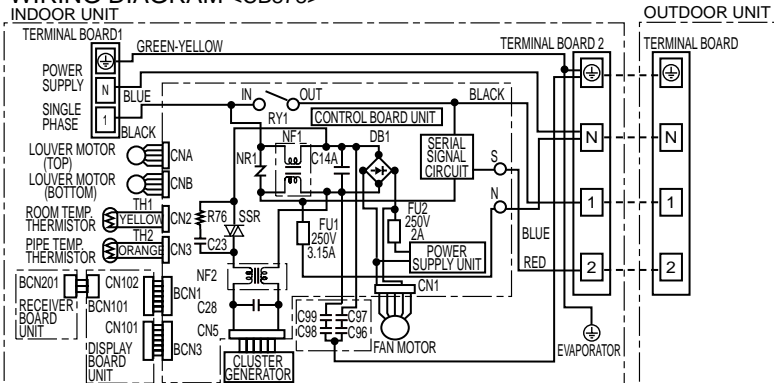 INDOOR UNIT
OUTDOOR UNIT
TERMINAL BOARD1
GREEN-YELLOW
TERMINAL BOARD 2
TERMINAL BOARD
POWER
SUPPLY
N
BLUE
SINGLE
PHASE
1
BLACK
IN
OUT
RY1
BLACK
CONTROL BOARD UNIT
NF1
DB1
NR1
C14A
SERIAL
SIGNAL
CIRCUIT
S
N
N
N
LOUVER MOTOR
(TOP)
CNA
LOUVER MOTOR
(BOTTOM)
CNB
ROOM TEMP.
THERMISTOR
TH1
YELLOW
CN2
R76
SSR
PIPE TEMP.
THERMISTOR
TH2
ORANGE
CN3
C23
FU1
250V
3.15A
FU2
250V
2A
POWER
SUPPLY UNIT
BLUE
RED
1
1
2
2
NF2
C28
CN5
CLUSTER
GENERATOR
C99
C98
C97
C96
CN1
FAN MOTOR
EVAPORATOR
BCN201
CN102
BCN1
BCN101
RECEIVER
BOARD
UNIT
CN101
BCN3
DISPLAY
BOARD
UNIT